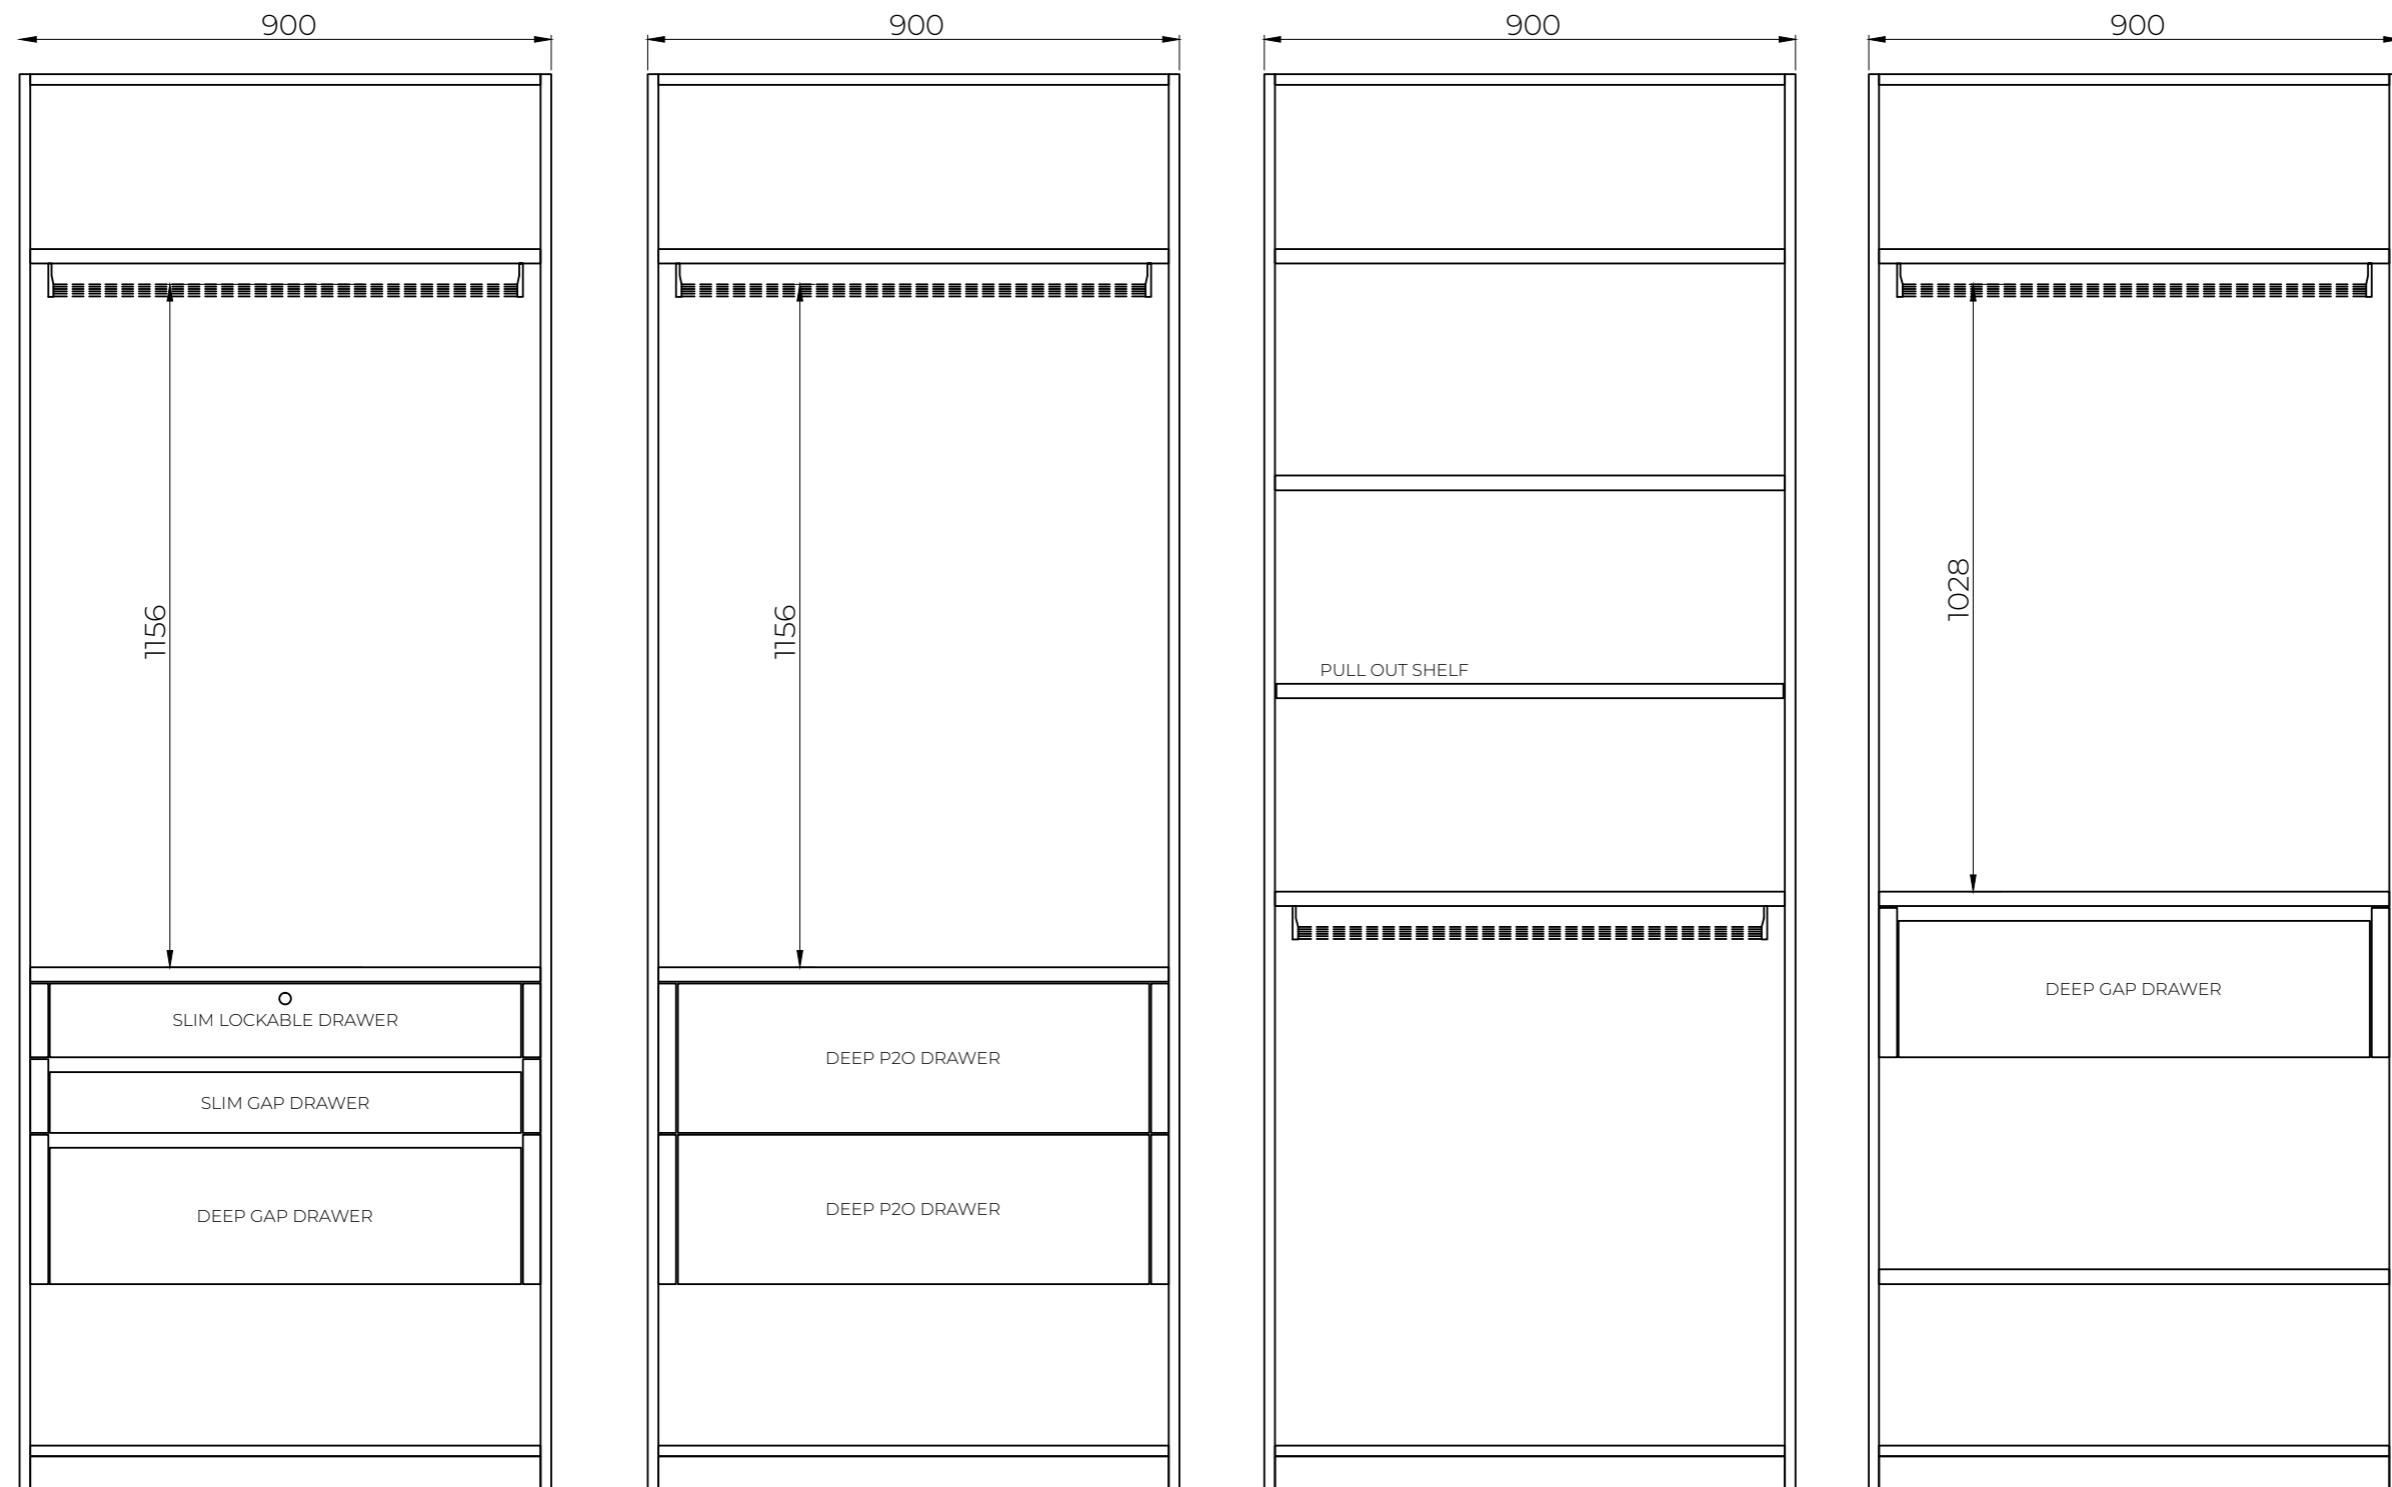 900
900
900
900
1156
1156
1028
PULL OUT SHELF
SLIM LOCKABLE DRAWER
SLIM GAP DRAWER
DEEP GAP DRAWER
DEEP P2O DRAWER
DEEP P2O DRAWER
DEEP GAP DRAWER